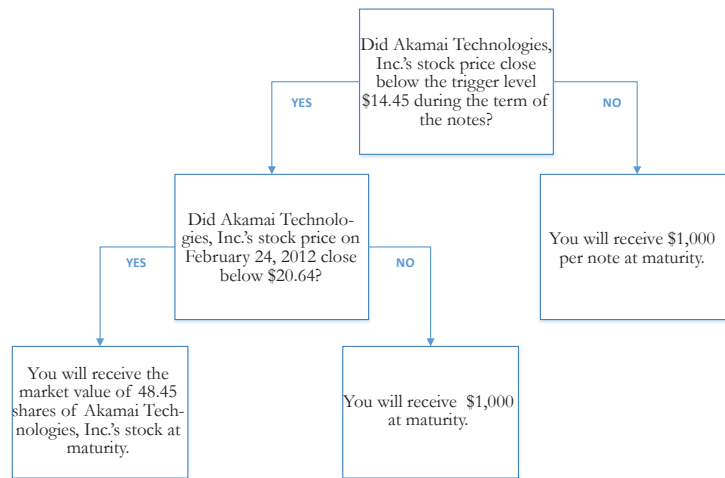 Did Akamai Technologies,
Inc.'s stock price close
below the trigger level
$14.45 during the term of
the notes?
YES
NO
Did Akamai Technolo-
gies, Inc.'s stock price on
February 24, 2012 close
below $20.64?
You will receive $1,000
per note at maturity.
YES
NO
You will receive the
market value of 48.45
shares of Akamai Tech-
nologies, Inc.'s stock at
maturity.
You will receive $1,000
at maturity.